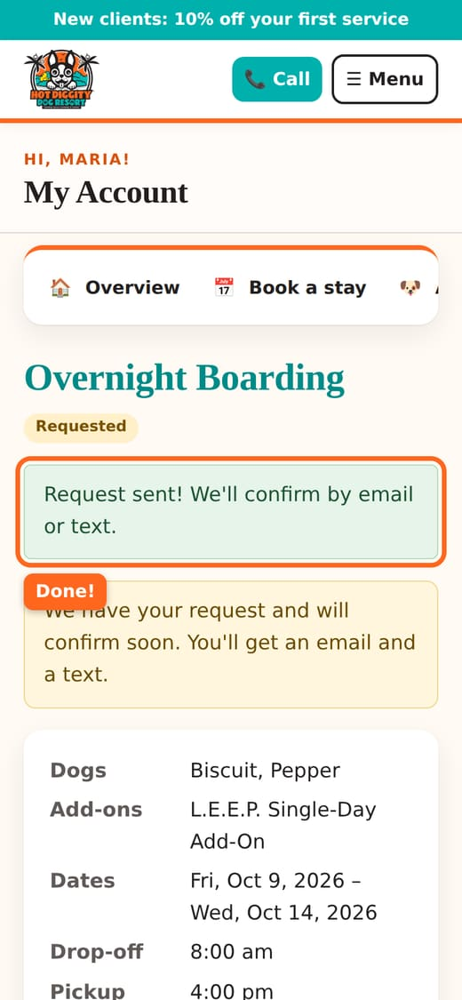 New clients: 10% off your first service
HOT DIGGITY
DOG RESORT
📞 Call
☰ Menu
HI, MARIA!
My Account
Overview
Book a stay
Overnight Boarding
Requested
Request sent! We'll confirm by email
or text.
Done!
We have your request and will
confirm soon. You'll get an email and
a text.
Dogs Biscuit, Pepper
Add-ons L.E.E.P. Single-Day
Add-On
Dates Fri, Oct 9, 2026 –
Wed, Oct 14, 2026
Drop-off 8:00 am
Pickup 4:00 pm